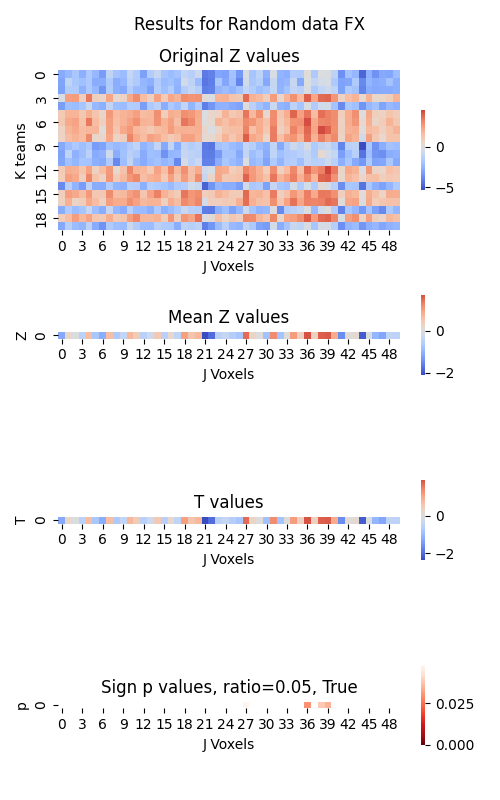 Results for Random data FX
Original Z values
K teams
0
3
6
9
12
15
18
0 3 6 9 12 15 18 21 24 27 30 33 36 39 42 45 48
J Voxels
0
−5
Mean Z values
Z
0
0 3 6 9 12 15 18 21 24 27 30 33 36 39 42 45 48
J Voxels
0
−2
T values
T
0
0 3 6 9 12 15 18 21 24 27 30 33 36 39 42 45 48
J Voxels
0
−2
Sign p values, ratio=0.05, True
p
0
0 3 6 9 12 15 18 21 24 27 30 33 36 39 42 45 48
J Voxels
0.025
0.000